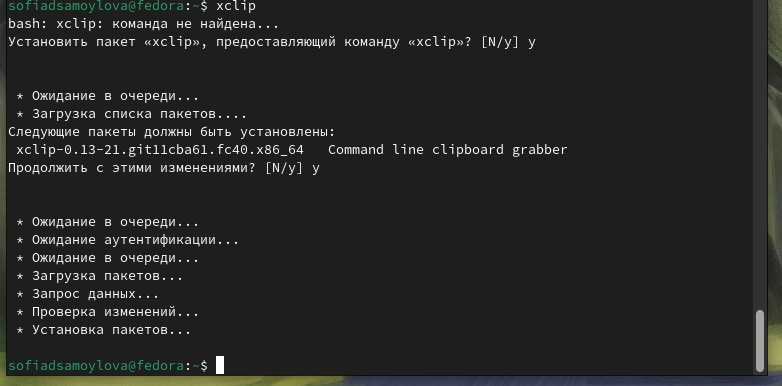 sofiadsamoylova@fedora:~$ xclip
bash: xclip: команда не найдена...
Установить пакет «xclip», предоставляющий команду «xclip»? [N/y] y
* Ожидание в очереди...
* Загрузка списка пакетов....
Следующие пакеты должны быть установлены:
xclip-0.13-21.git11cba61.fc40.x86_64   Command line clipboard grabber
Продолжить с этими изменениями? [N/y] y
* Ожидание в очереди...
* Ожидание аутентификации...
* Ожидание в очереди...
* Загрузка пакетов...
* Запрос данных...
* Проверка изменений...
* Установка пакетов...
sofiadsamoylova@fedora:~$